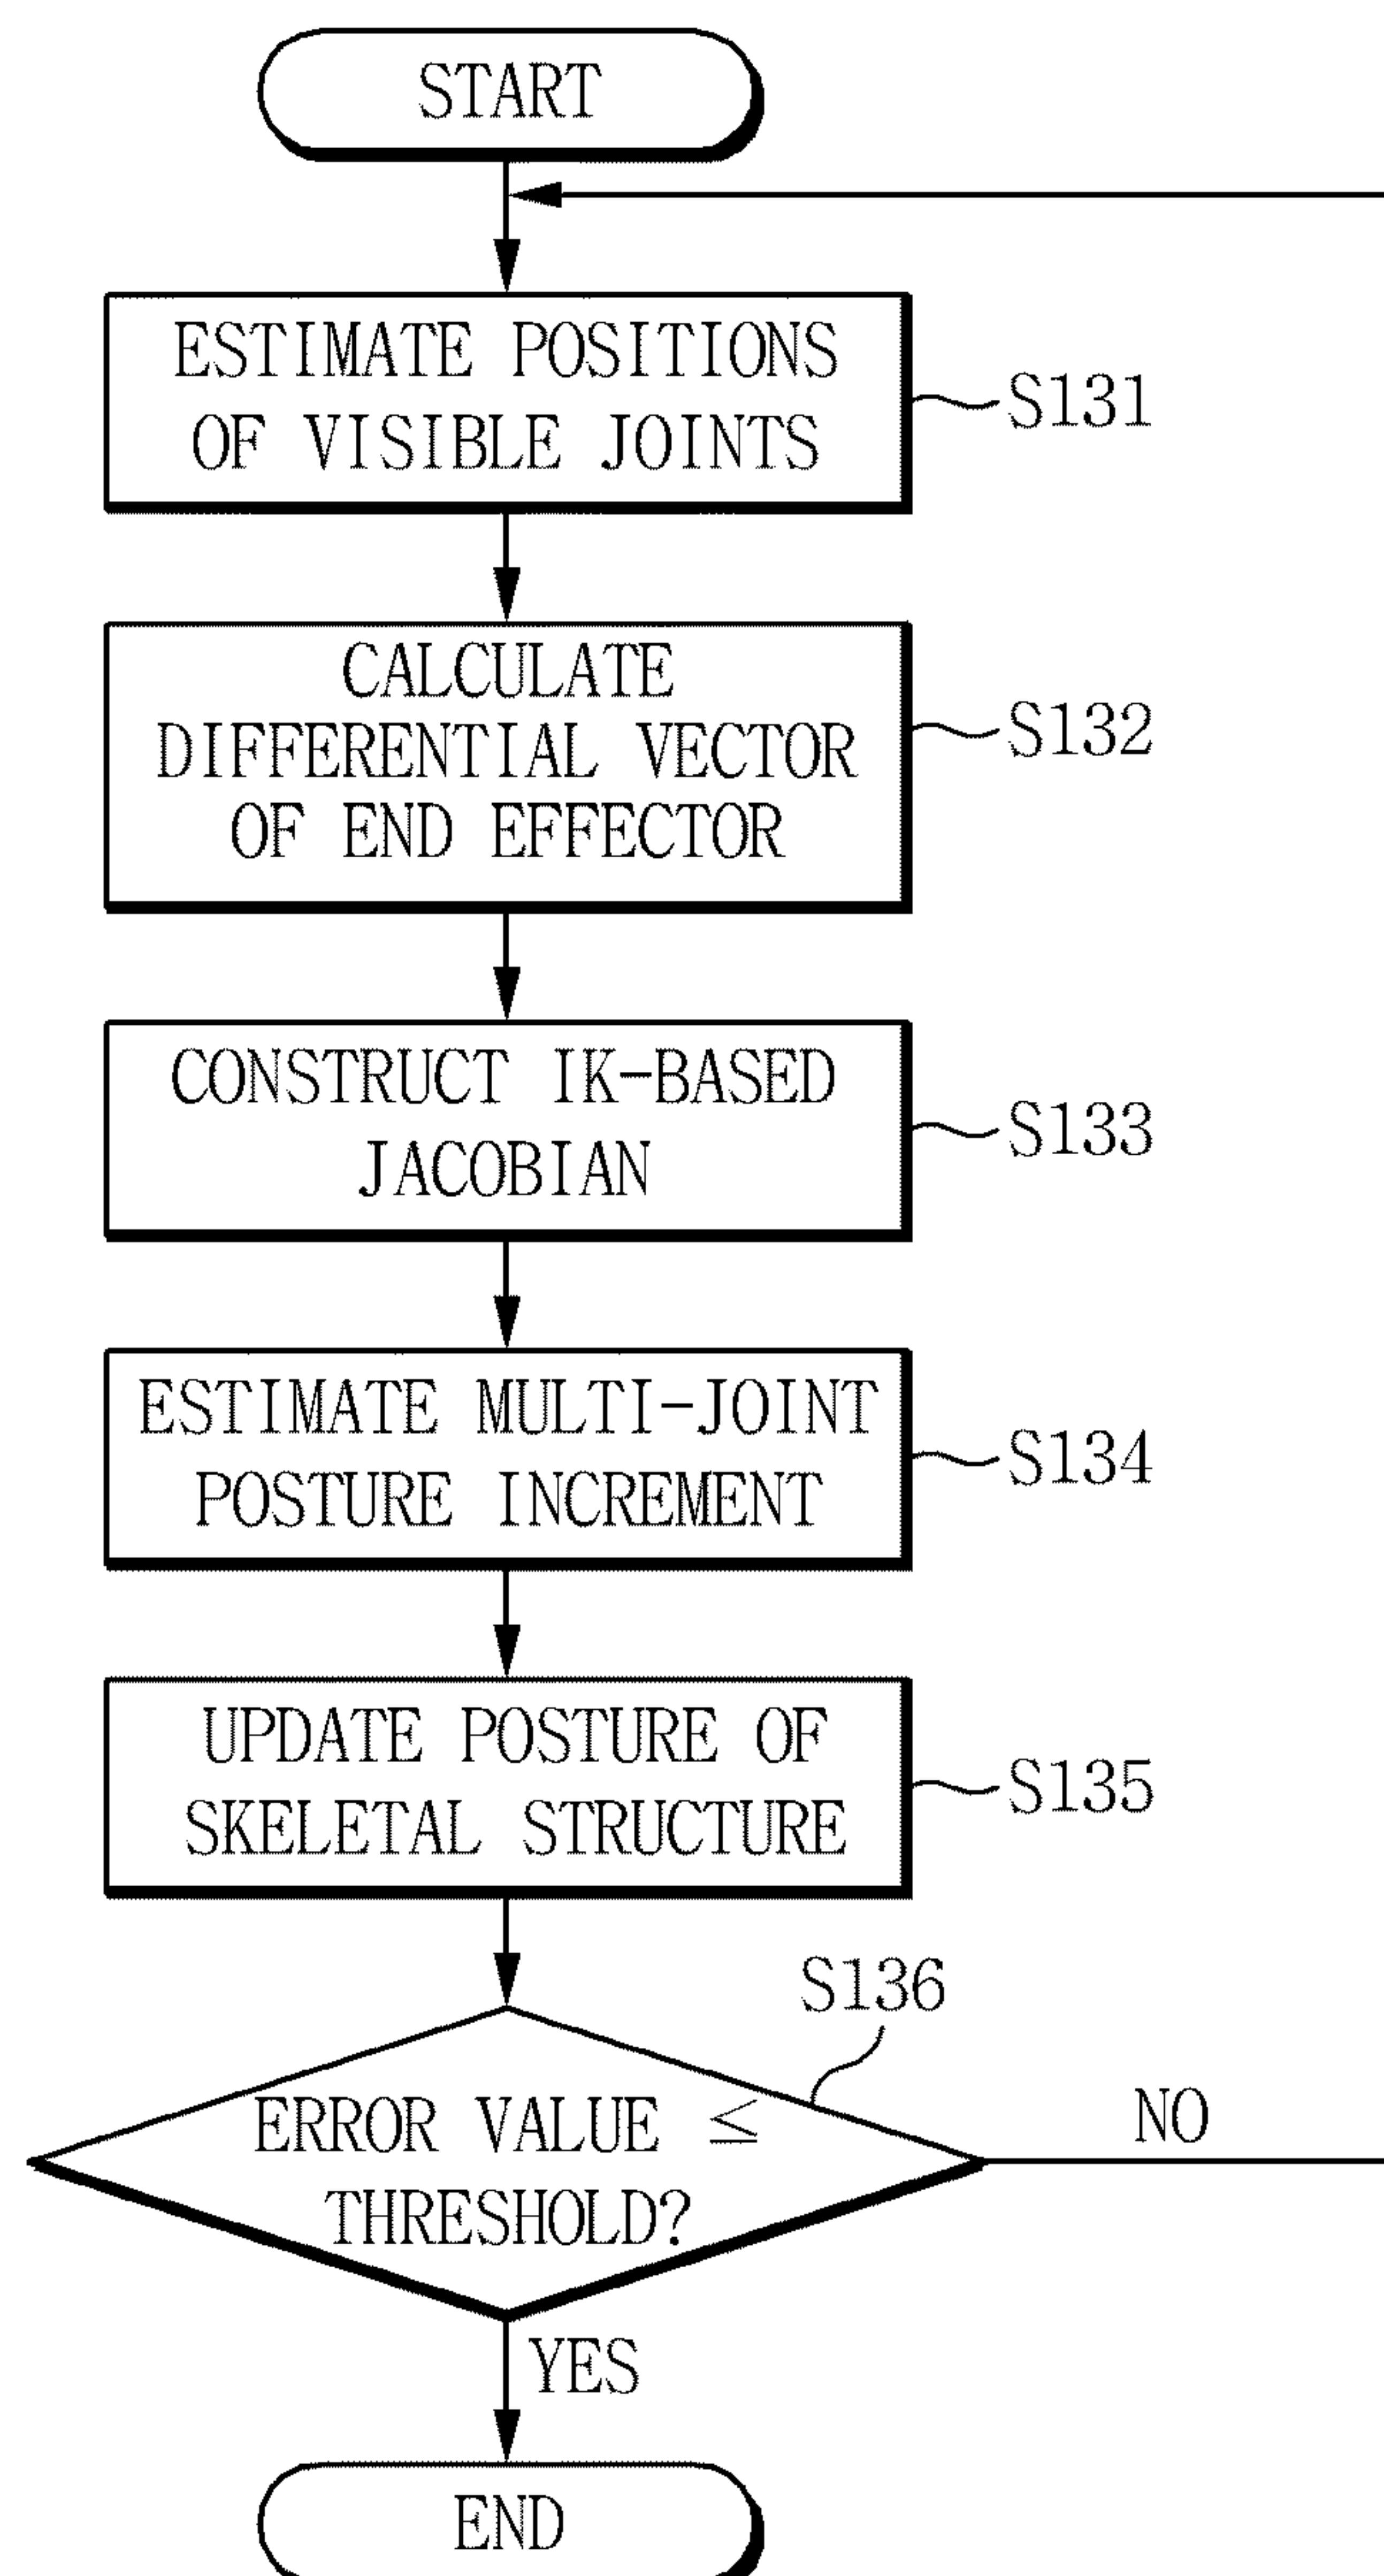 START
ESTIMATE POSITIONS
OF VISIBLE JOINTS
S131
CALCULATE
DIFFERENTIAL VECTOR
OF END EFFECTOR
S132
CONSTRUCT IK-BASED
JACOBIAN
S133
ESTIMATE MULTI-JOINT
POSTURE INCREMENT
S134
UPDATE POSTURE OF
SKELETAL STRUCTURE
S135
S136
ERROR VALUE ≤
THRESHOLD?
NO
YES
END